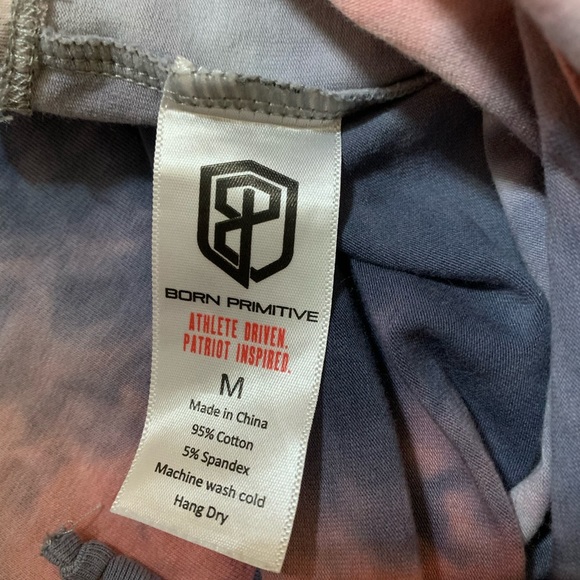 BORN PRIMITIVE
ATHLETE DRIVEN.
PATRIOT INSPIRED.
M
Made in China
95% Cotton
5% Spandex
Machine wash cold
Hang Dry